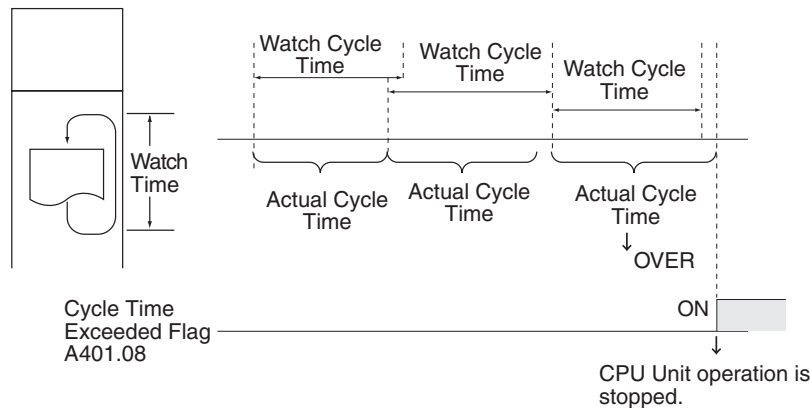 Watch Cycle
Time
Watch Cycle
Time
Watch Cycle
Time
Watch
Time
Actual Cycle
Time
Actual Cycle
Time
Actual Cycle
Time
OVER
Cycle Time
Exceeded Flag
A401.08
ON
CPU Unit operation is
stopped.